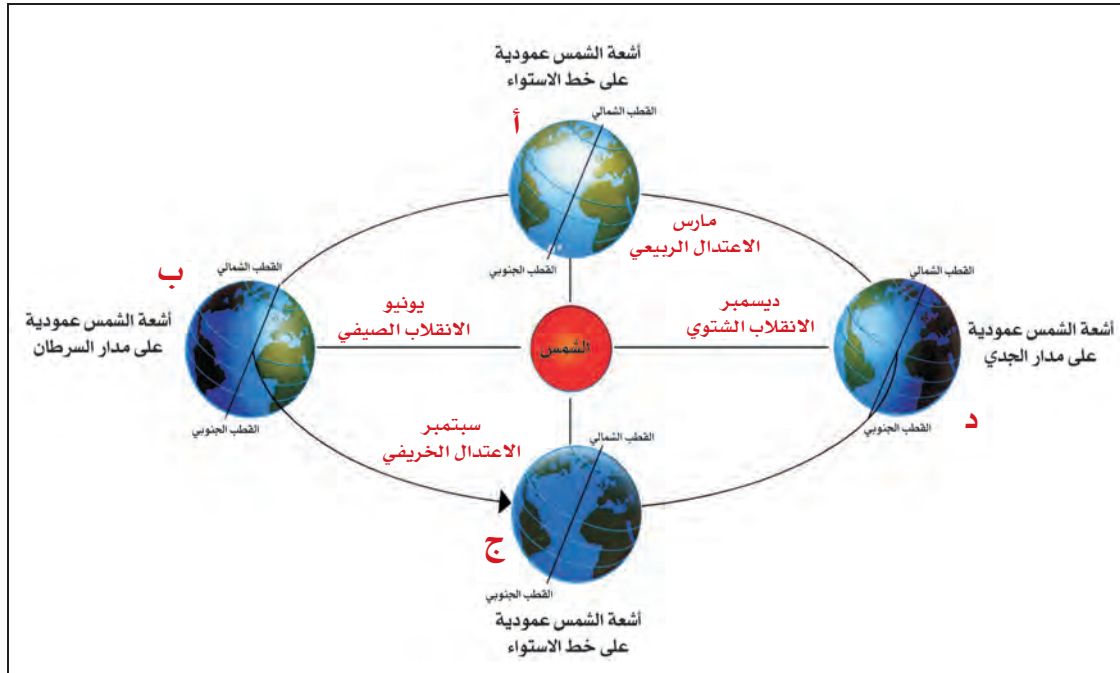 أشعة الشمس عمودية
على خط الاستواء
القطب الشمالي
أ
القطب الجنوبي
مارس
الاعتدال الربيعي
القطب الشمالي
ديسمبر
الانقلاب الشتوي
أشعة الشمس عمودية
على مدار الجدي
القطب الجنوبي
د
الشمس
ب
القطب الشمالي
يونيو
الانقلاب الصيفي
أشعة الشمس عمودية
على مدار السرطان
القطب الجنوبي
سبتمبر
الاعتدال الخريفي
القطب الشمالي
ج
القطب الجنوبي
أشعة الشمس عمودية
على خط الاستواء